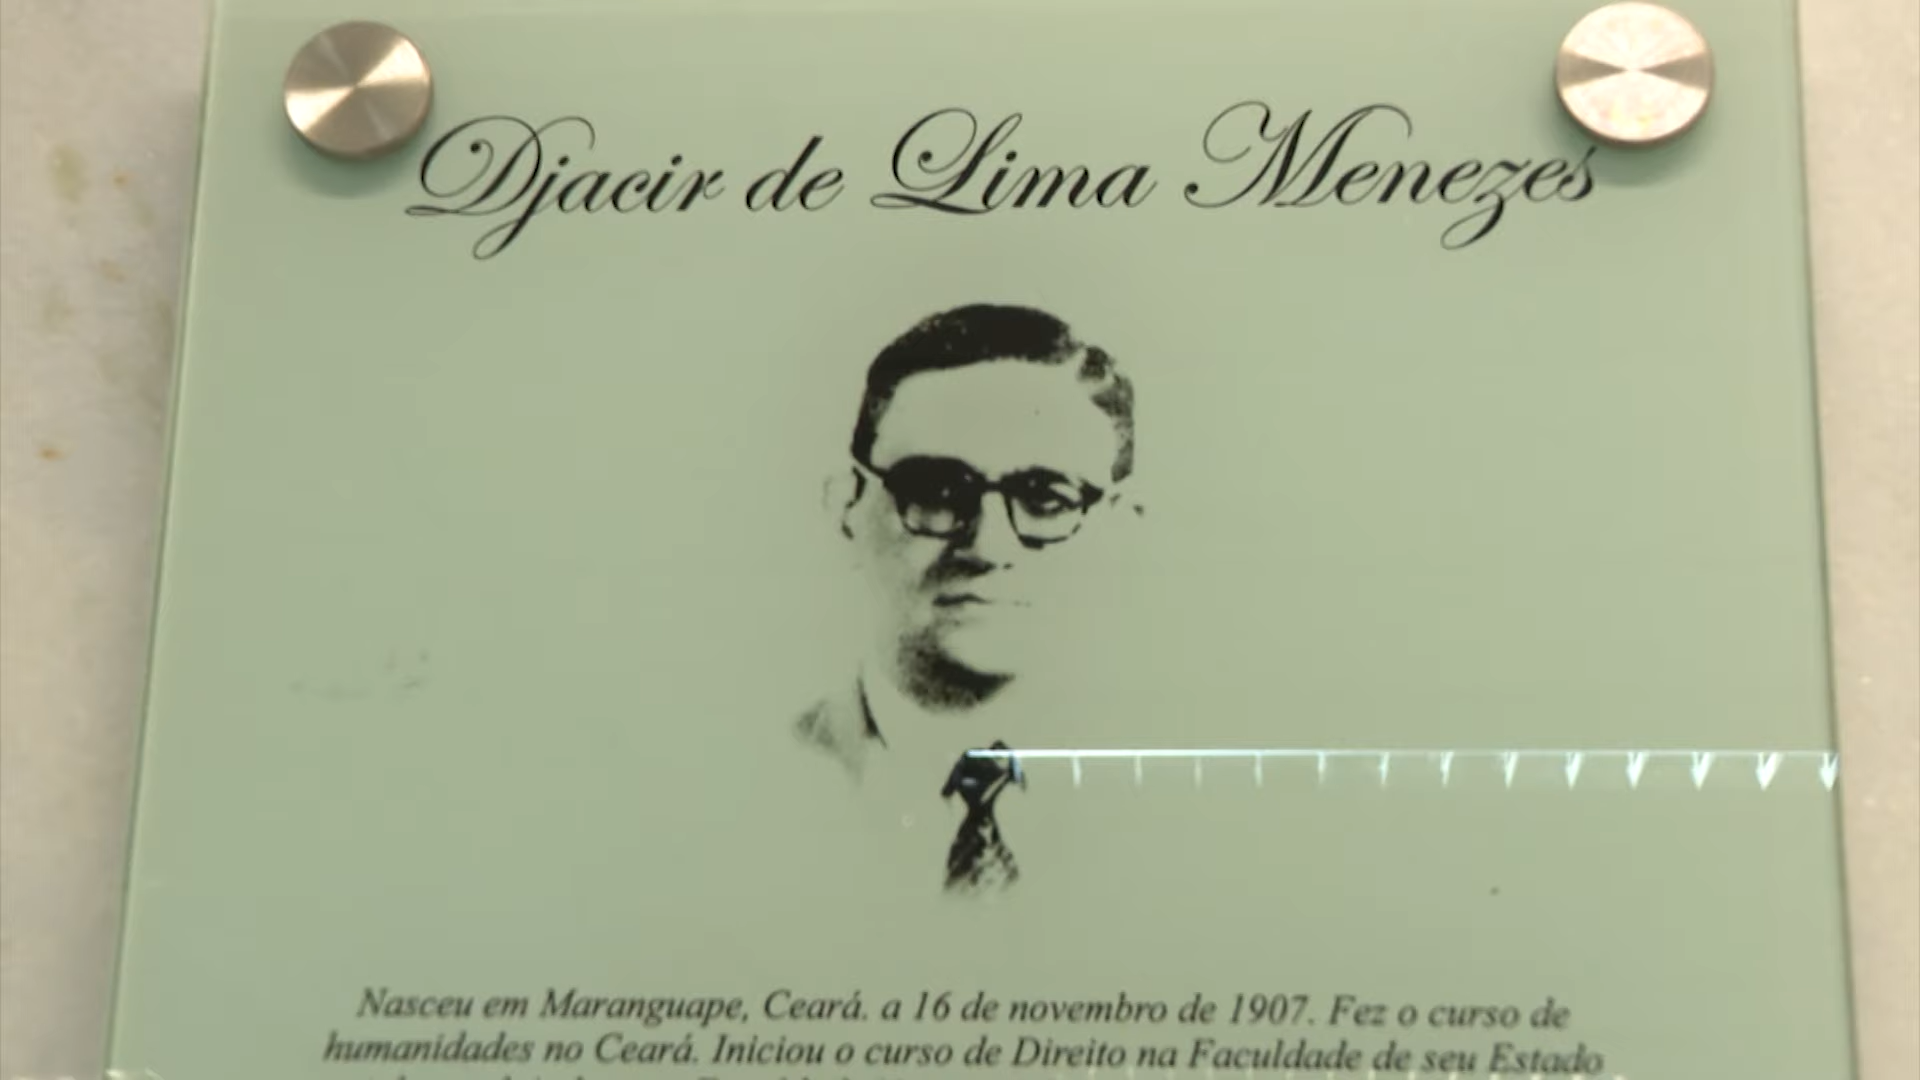 Djacir de Lima Menezes
Nasceu em Maranguape, Ceará. a 16 de novembro de 1907. Fez o curso de
humanidades no Ceará. Iniciou o curso de Direito na Faculdade de seu Estado